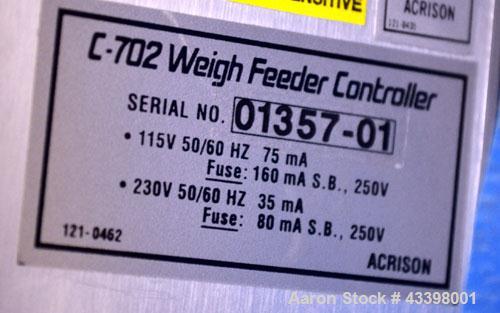 ACRISON
C-702 Weigh Feeder Controller
SERIAL NO. 01357-01
• 115V 50/60 HZ 75 mA
Fuse: 160 mA S.B., 250V
• 230V 50/60 HZ 35 mA
Fuse: 80 mA S.B., 250V
121-0462
ACRISON
Aaron Stock # 43398001